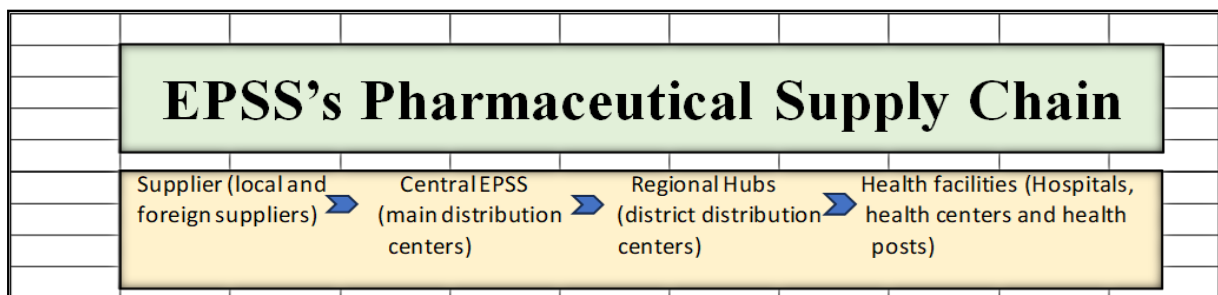 EPSS’s Pharmaceutical Supply Chain
Supplier (local and foreign suppliers)
Central EPSS (main distribution centers)
Regional Hubs (district distribution centers)
Health facilities (Hospitals, health centers and health posts)